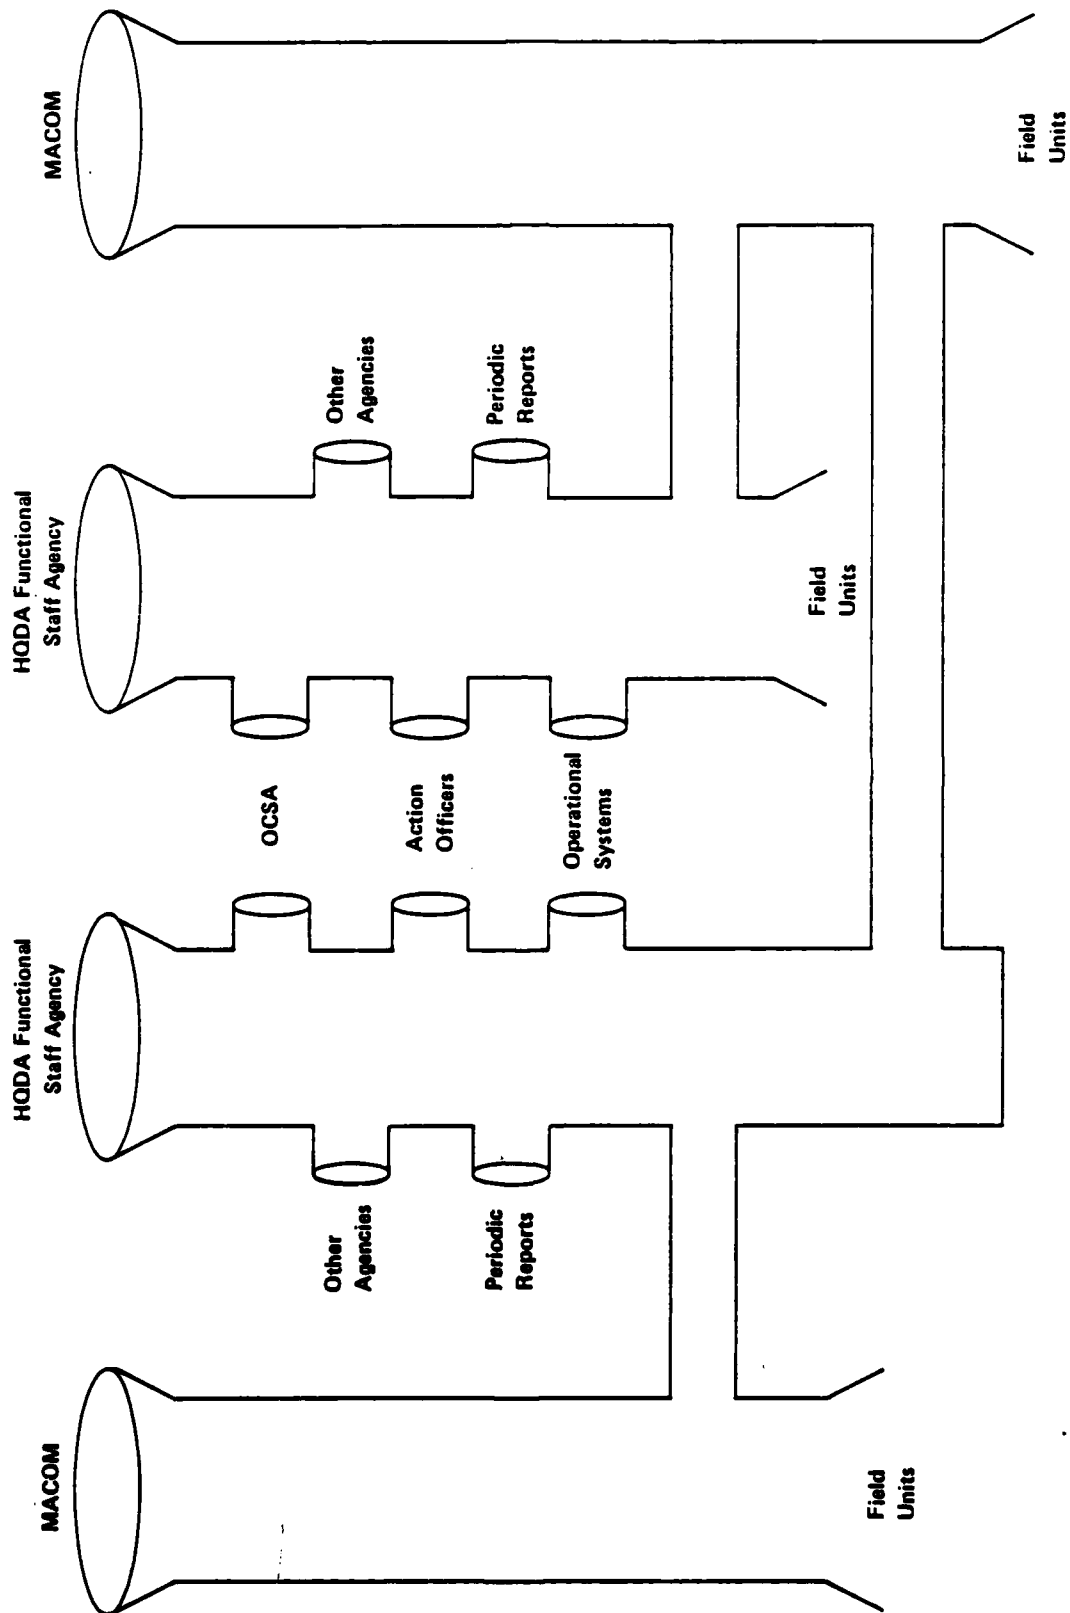 MACOM
HQDA Functional
Staff Agency
HQDA Functional
Staff Agency
MACOM
OCSA
Other
Agencies
Other
Agencies
Action
Officers
Periodic
Reports
Periodic
Reports
Operational
Systems
Field
Units
Field
Units
Field
Units